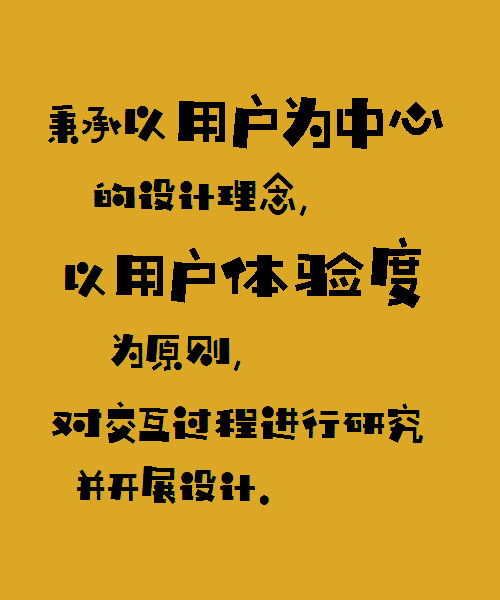 秉承以用户为中心
的设计理念,
以用户体验度
为原则,
对交互过程进行研究
并开展设计.